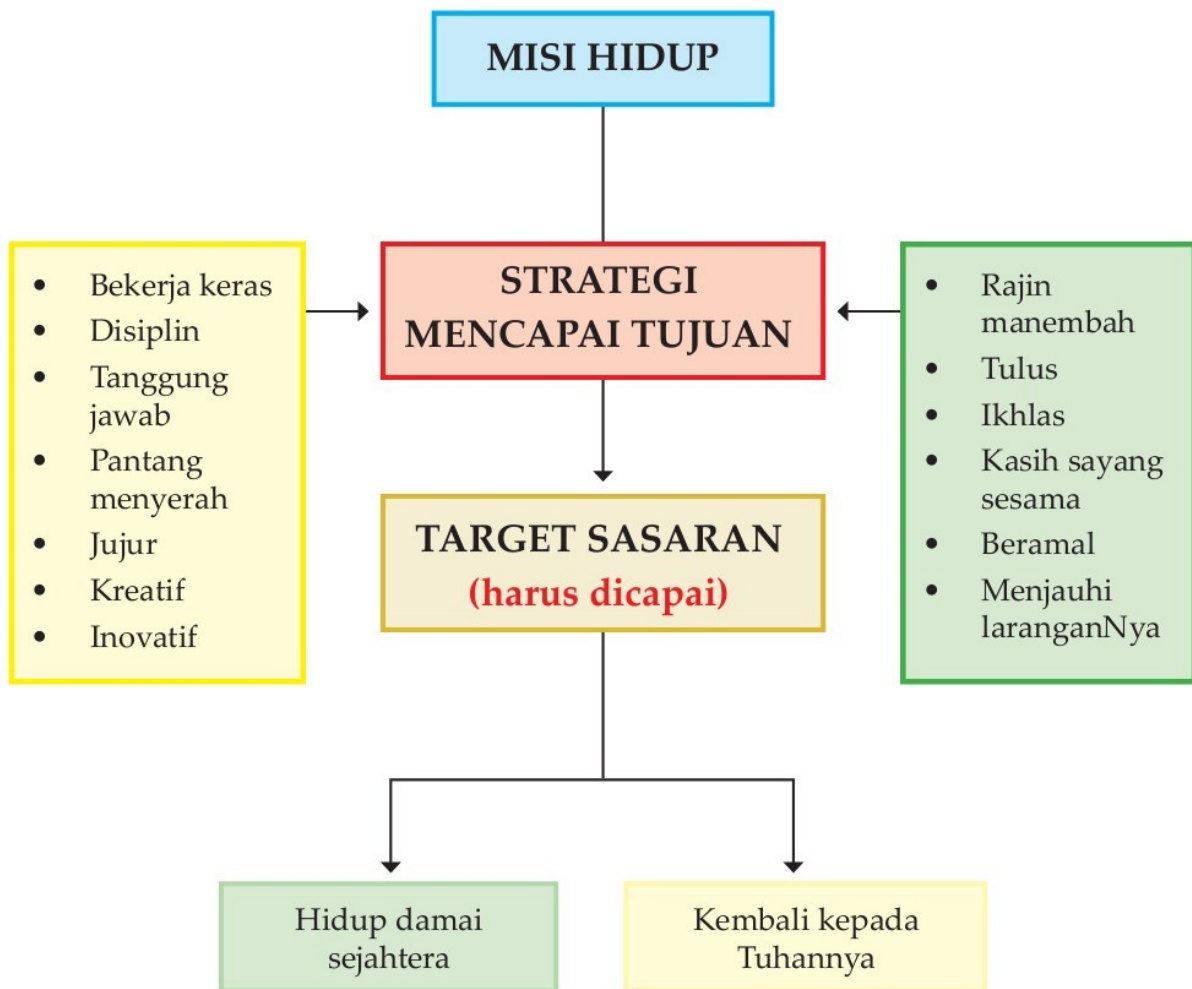 MISI HIDUP
• Bekerja keras
• Disiplin
• Tanggung
jawab
• Pantang
menyerah
• Jujur
• Kreatif
• Inovatif
STRATEGI
MENCAPAI TUJUAN
• Rajin
manembah
• Tulus
• Ikhlas
• Kasih sayang
sesama
• Beramal
• Menjauhi
laranganNya
TARGET SASARAN
(harus dicapai)
Hidup damai
sejahtera
Kembali kepada
Tuhannya